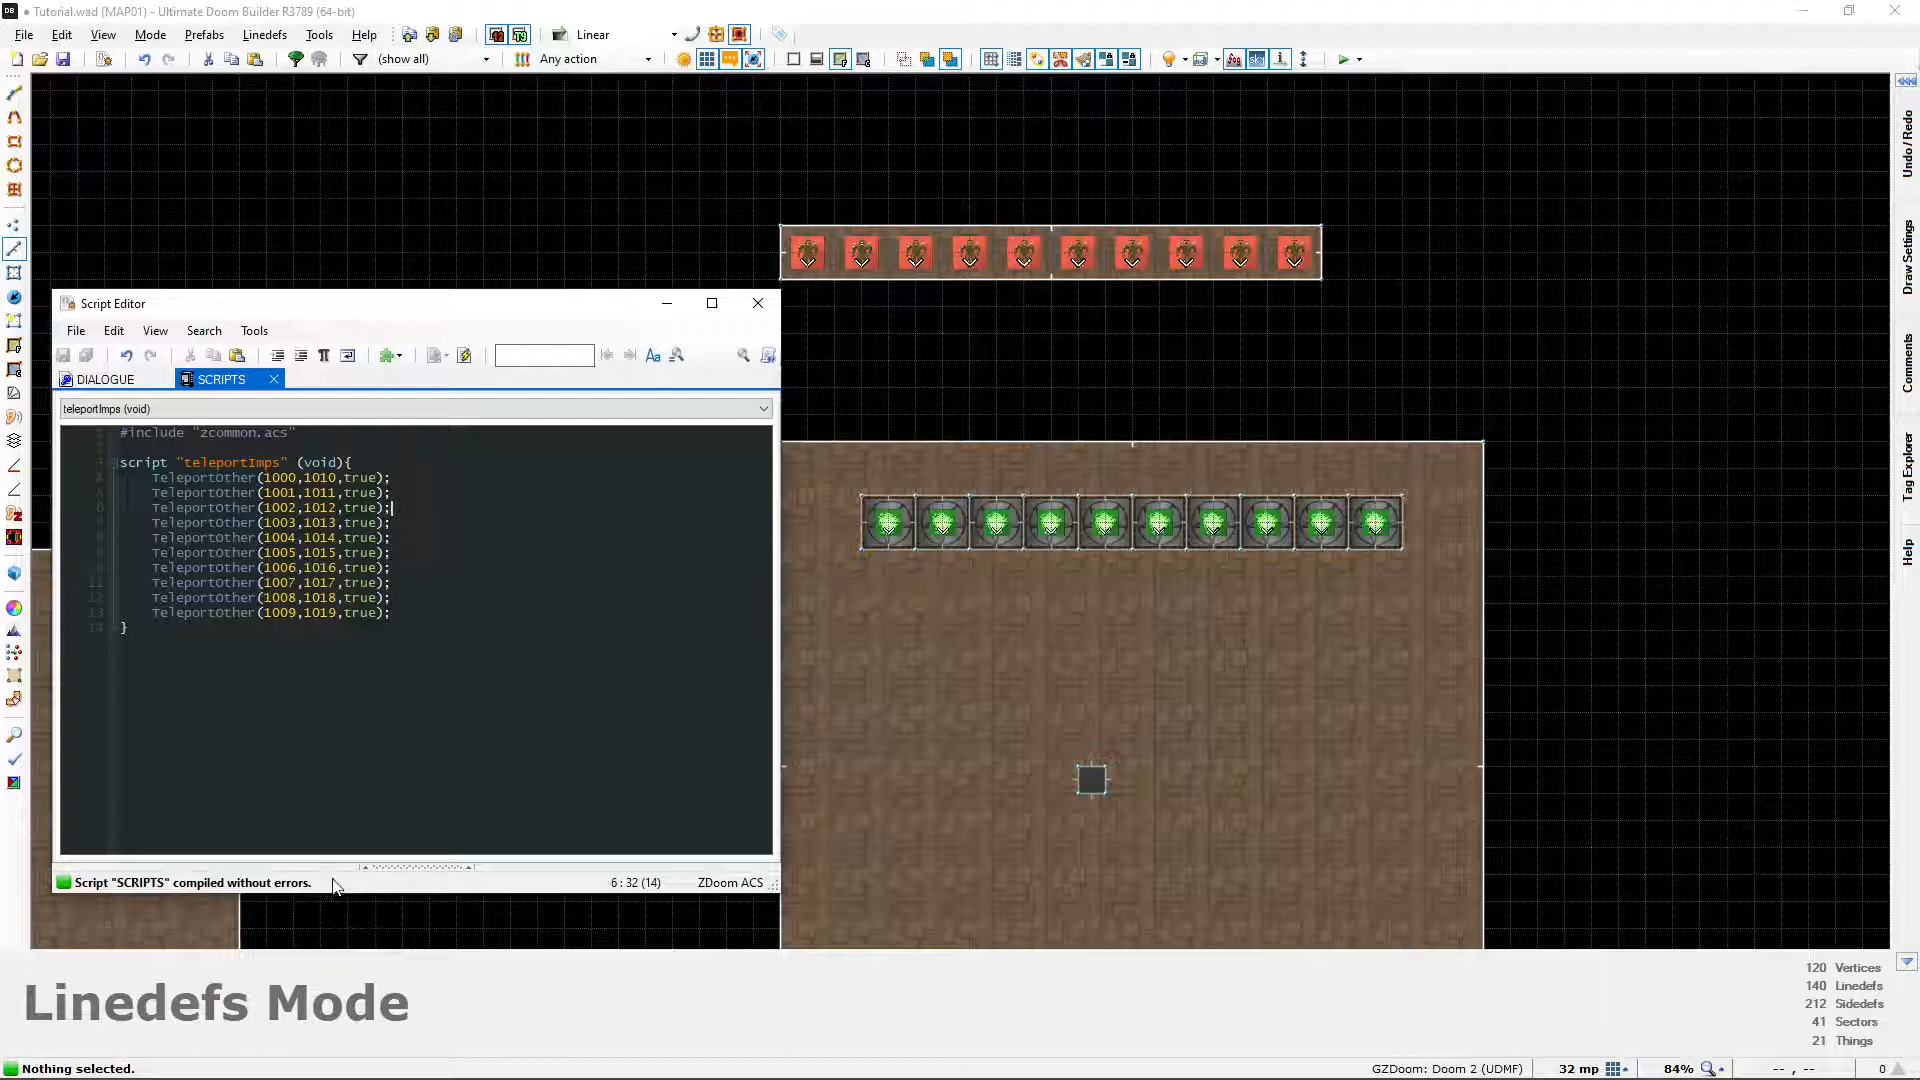 Tutorial.wad (MAP01) - Ultimate Doom Builder R3789 (64-bit)
File Edit View Mode Prefabs Linedefs Tools Help
Linear
(show all)
Any action
Undo / Redo
Draw Settings
Comments
Tag Explorer
Help
Script Editor
File Edit View Search Tools
DIALOGUE
SCRIPTS
teleportImps (void)
#include "zcommon.acs"
script "teleportImps" (void){
TeleportOther(1000,1010,true);
TeleportOther(1001,1011,true);
TeleportOther(1002,1012,true);
TeleportOther(1003,1013,true);
TeleportOther(1004,1014,true);
TeleportOther(1005,1015,true);
TeleportOther(1006,1016,true);
11 TeleportOther(1007,1017,true);
12 TeleportOther(1008,1018,true);
13 TeleportOther(1009,1019,true);
14 }
Script "SCRIPTS" compiled without errors.
6 : 32 (14)
ZDoom ACS
Linedefs Mode
120 Vertices
140 Linedefs
212 Sidedefs
41 Sectors
21 Things
Nothing selected.
GZDoom: Doom 2 (UDMF)
32 mp
84%
-- , --
0